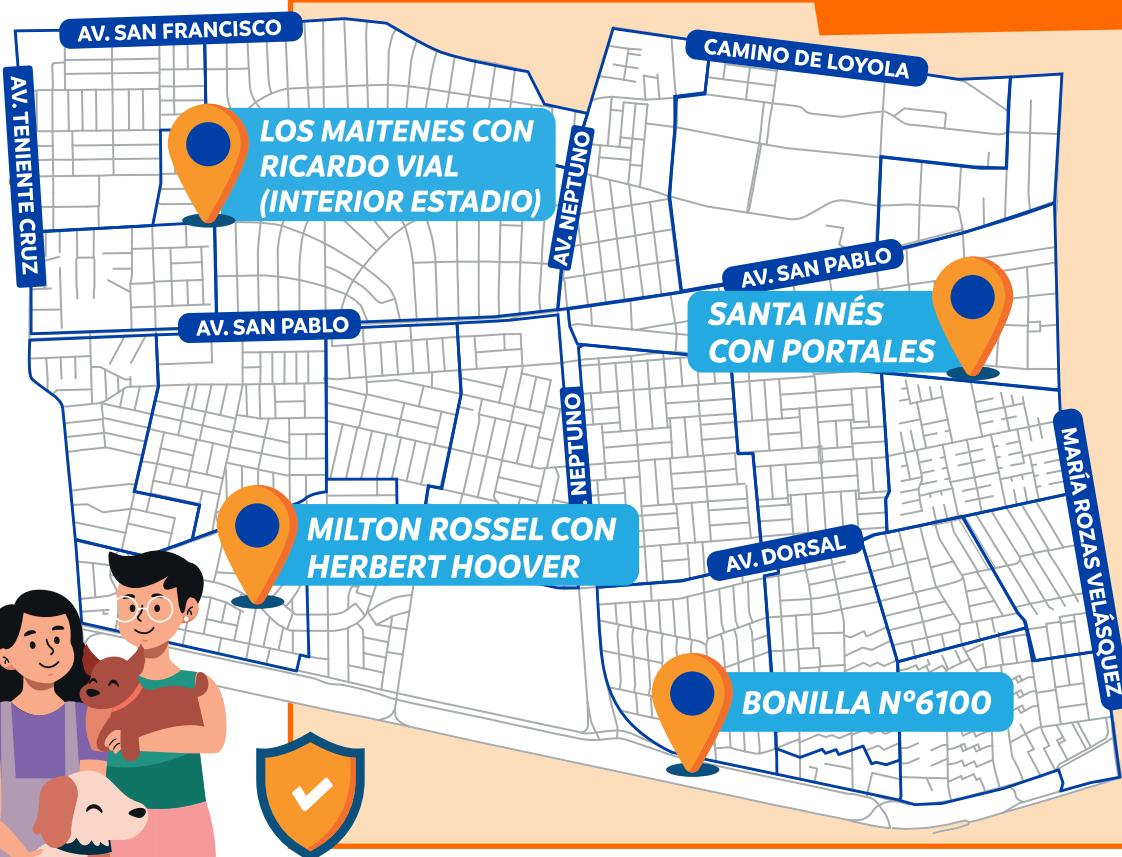 AV. SAN FRANCISCO
CAMINO DE LOYOLA
AV. TENIENTE CRUZ
LOS MAITENES CON
RICARDO VIAL
(INTERIOR ESTADIO)
AV. NEPTUNO
AV. SAN PABLO
SANTA INÉS
CON PORTALES
AV. SAN PABLO
. NEPTUNO
MARÍA ROZAS VELÁSQUEZ
MILTON ROSSEL CON
HERBERT HOOVER
AV. DORSAL
BONILLA N°6100